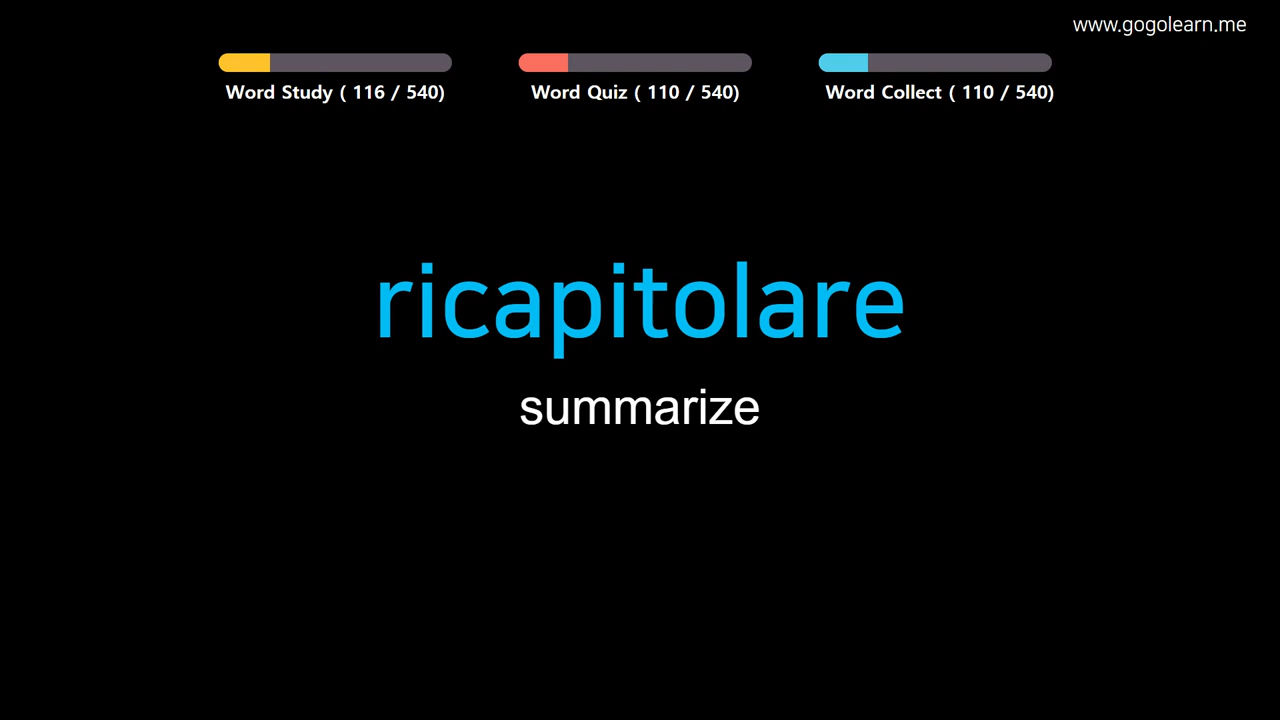 www.gogolearn.me
Word Study ( 116 / 540)
Word Quiz ( 110 / 540)
Word Collect ( 110 / 540)
ricapitolare
summarize